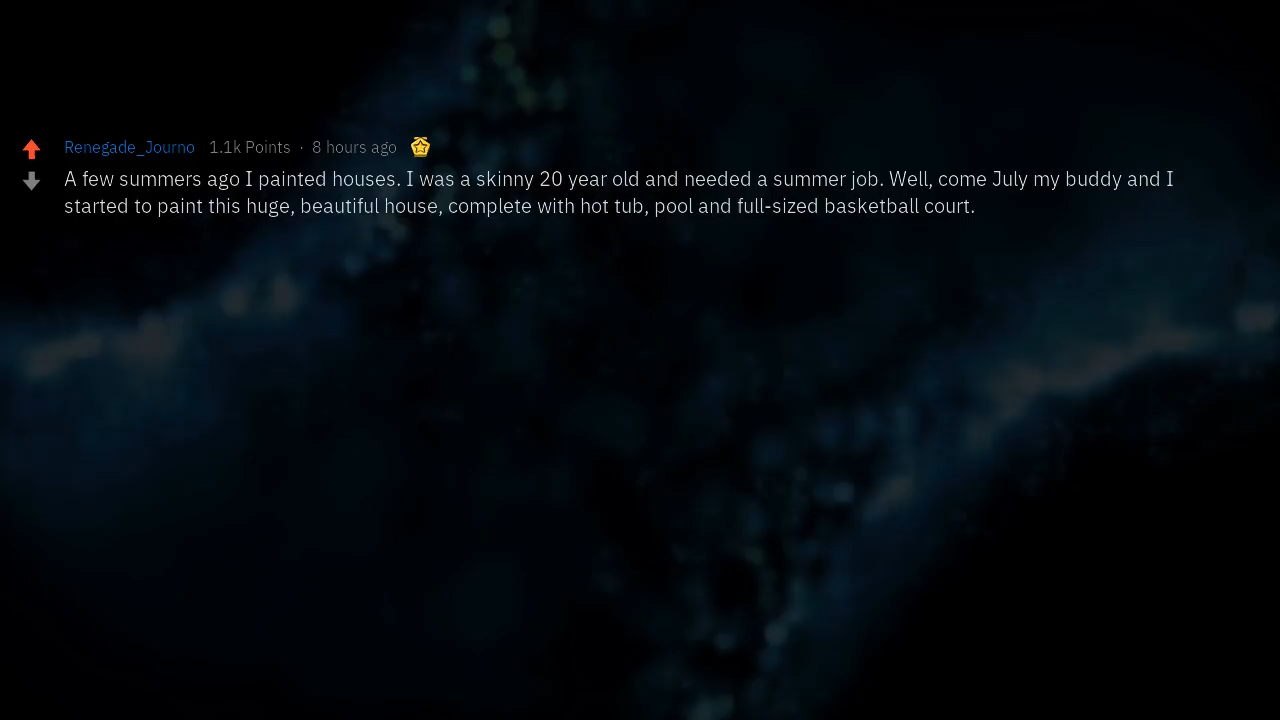 Renegade_Journo 1.1k Points · 8 hours ago
A few summers ago I painted houses. I was a skinny 20 year old and needed a summer job. Well, come July my buddy and I
started to paint this huge, beautiful house, complete with hot tub, pool and full-sized basketball court.